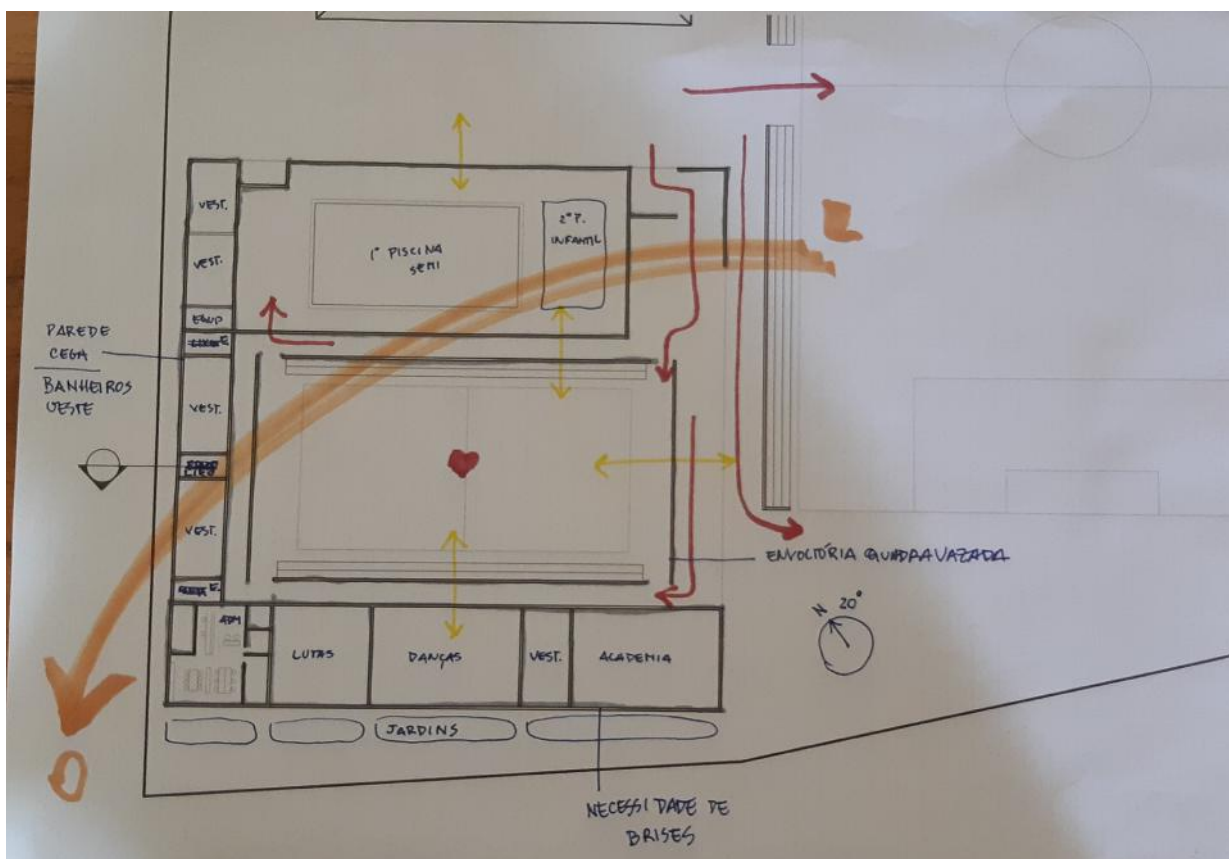 VEST.
1ª PISCINA
SEMI
2ª P.
INFANTIL
L
VEST.
EQUIP
E
PAREDE
CEGA
BANHEIROS
OESTE
VEST.
VEST.
E.
ENVOLTÓRIA QUADRA VAZADA
N 20°
ADM
LUTAS
DANÇAS
VEST.
ACADEMIA
JARDINS
O
NECESSIDADE DE
BRISES